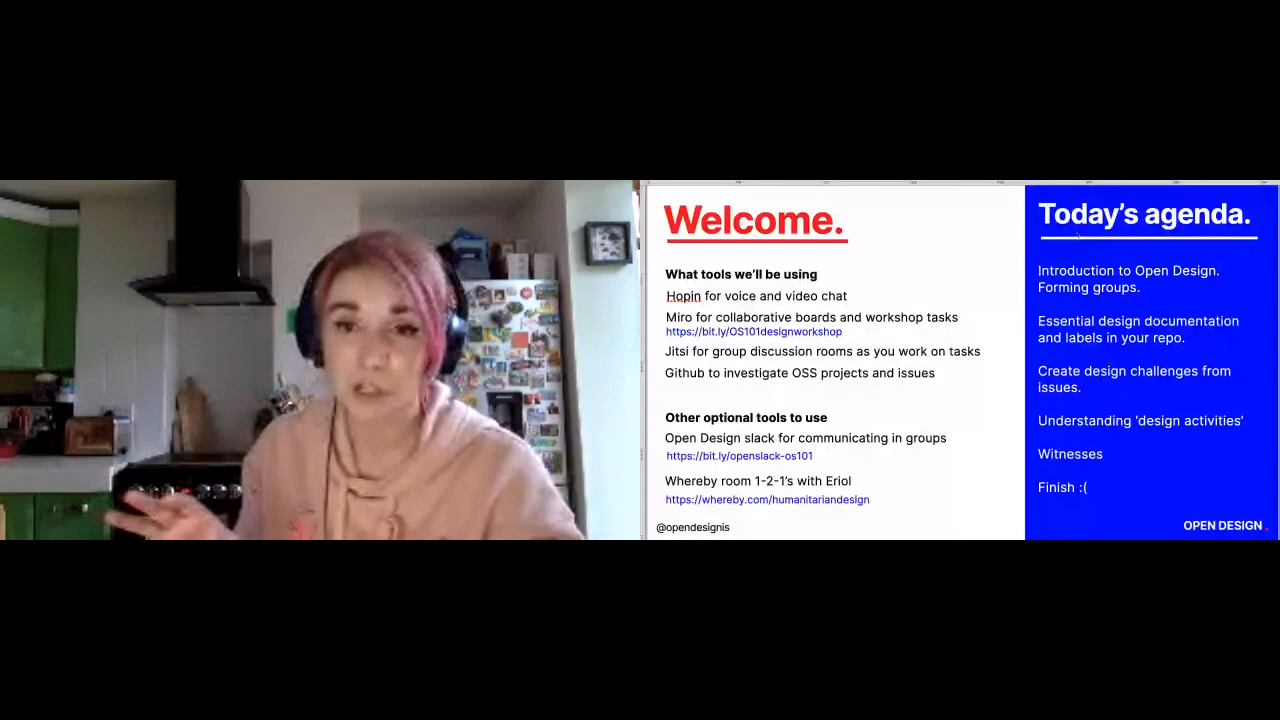 Welcome.
What tools we'll be using
Hopin for voice and video chat
Miro for collaborative boards and workshop tasks
https://bit.ly/OS101designworkshop
Jitsi for group discussion rooms as you work on tasks
Github to investigate OSS projects and issues
Other optional tools to use
Open Design slack for communicating in groups
https://bit.ly/openslack-os101
Whereby room 1-2-1's with Eriol
https://whereby.com/humanitariandesign
@opendesignis
Today's agenda.
Introduction to Open Design.
Forming groups.
Essential design documentation
and labels in your repo.
Create design challenges from
issues.
Understanding 'design activities'
Witnesses
Finish :(
OPEN DESIGN.